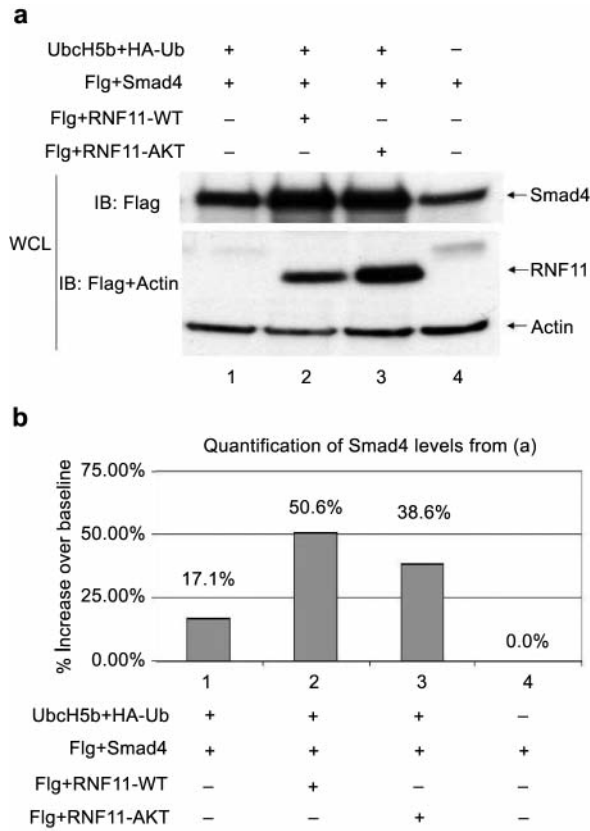 a
UbcH5b+HA-Ub + + + –
Flg+Smad4 + + + +
Flg+RNF11-WT – + – –
Flg+RNF11-AKT – – + –
WCL
IB: Flag
←Smad4
IB: Flag+Actin
←RNF11
←Actin
1 2 3 4
b
Quantification of Smad4 levels from (a)
% Increase over baseline
75.00%
50.00%
25.00%
0.00%
17.1%
50.6%
38.6%
0.0%
1 2 3 4
UbcH5b+HA-Ub + + + –
Flg+Smad4 + + + +
Flg+RNF11-WT – + – –
Flg+RNF11-AKT – – + –